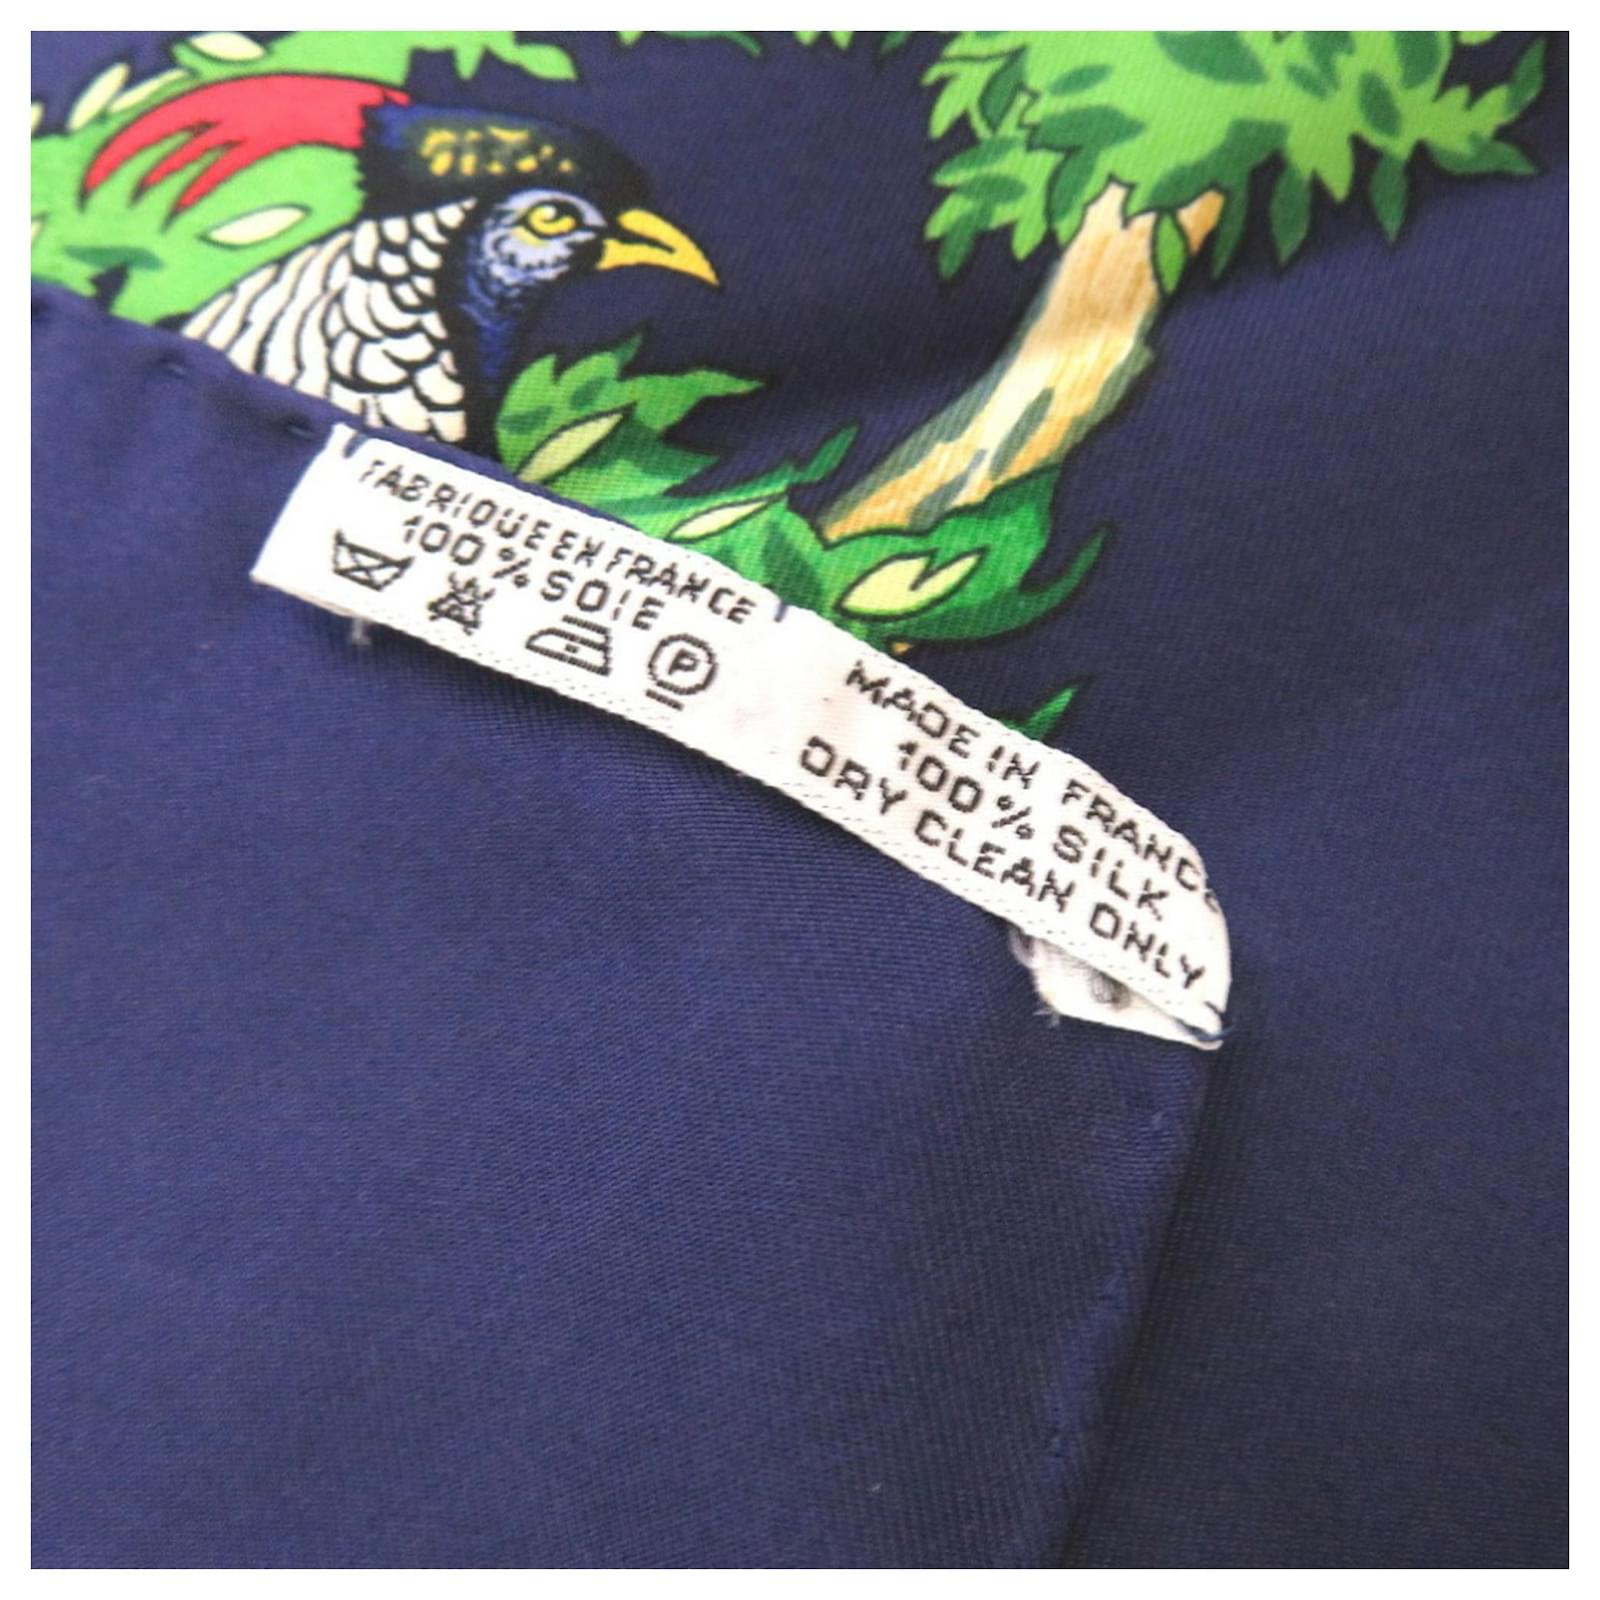 FABRIQUE EN FRANCE
100% SOIE
P
MADE IN FRANCE
100% SILK
DRY CLEAN ONLY